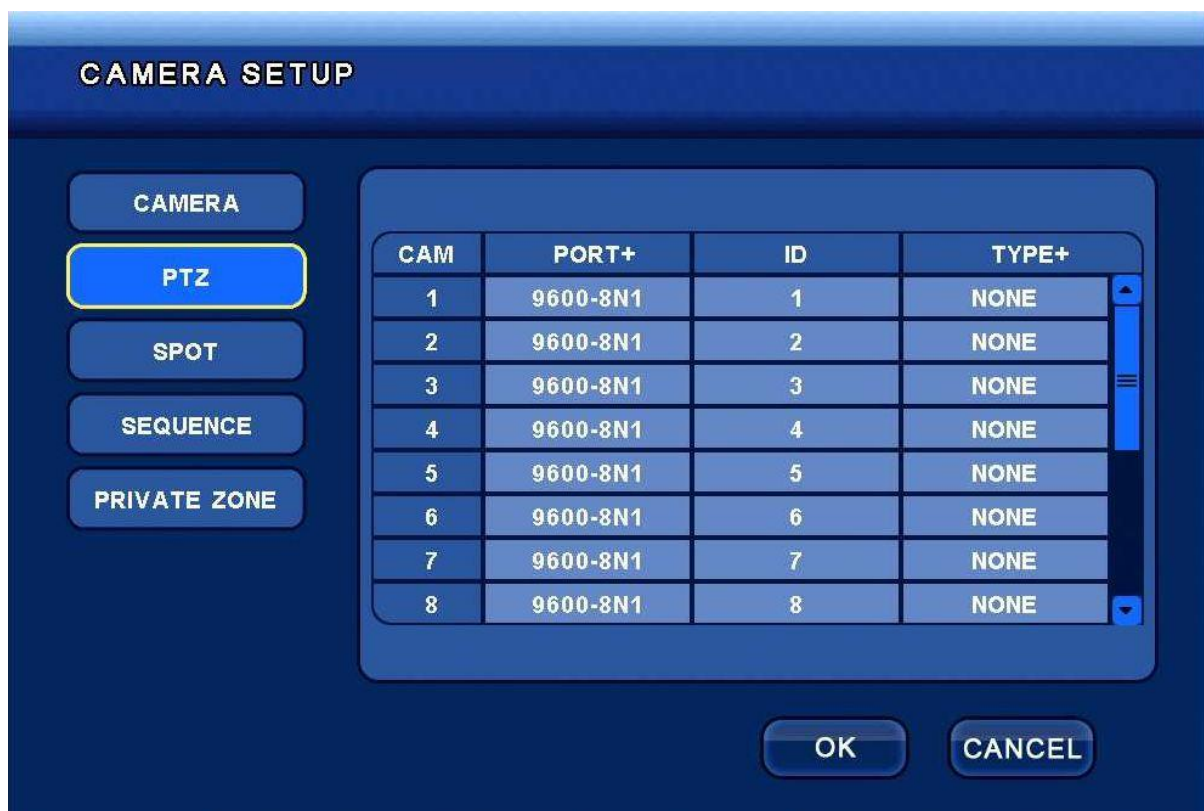 CAMERA SETUP
CAMERA
PTZ
SPOT
SEQUENCE
PRIVATE ZONE
CAM PORT+ ID TYPE+
1 9600-8N1 1 NONE
2 9600-8N1 2 NONE
3 9600-8N1 3 NONE
4 9600-8N1 4 NONE
5 9600-8N1 5 NONE
6 9600-8N1 6 NONE
7 9600-8N1 7 NONE
8 9600-8N1 8 NONE
OK CANCEL